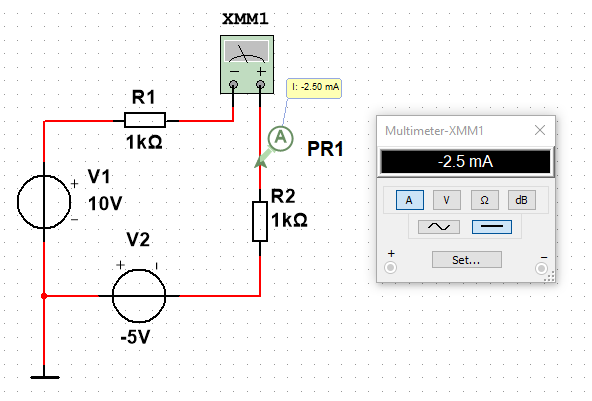 XMM1
− +
I: -2.50 mA
R1
1kΩ
PR1
V1
+
10V
−
R2
1kΩ
V2
+ −
-5V
A
Multimeter-XMM1
-2.5 mA
A V Ω dB
+ −
Set...